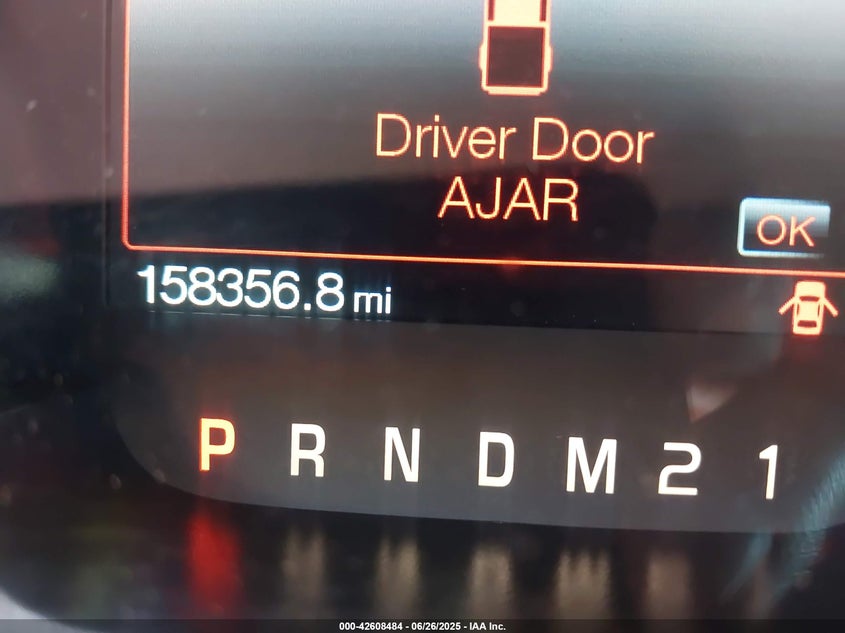 Driver Door
AJAR
OK
158356.8 mi
P R N D M 2 1
000-42608484 - 06/26/2025 - IAA Inc.